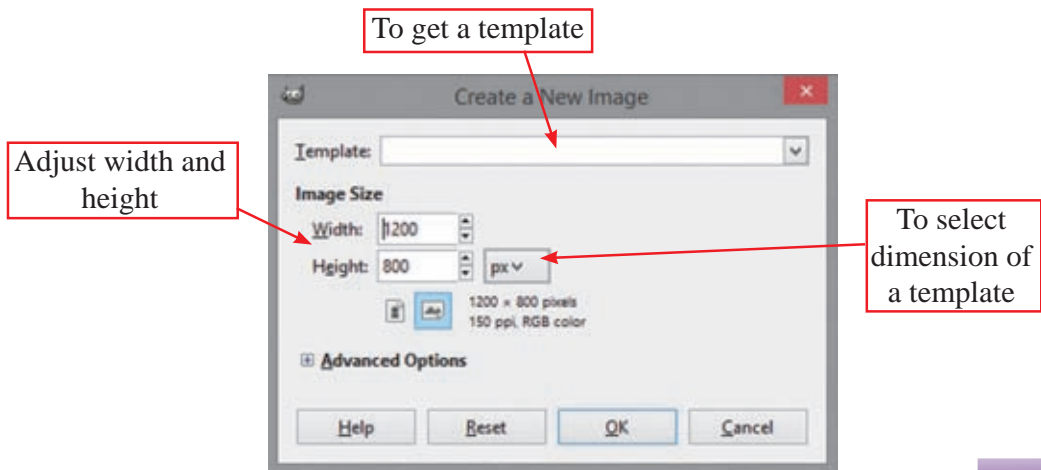 To get a template
Create a New Image
Template:
Adjust width and
height
Image Size
Width: 1200
Height: 800 px
To select
dimension of
a template
1200 × 800 pixels
150 ppi, RGB color
Advanced Options
Help Reset OK Cancel